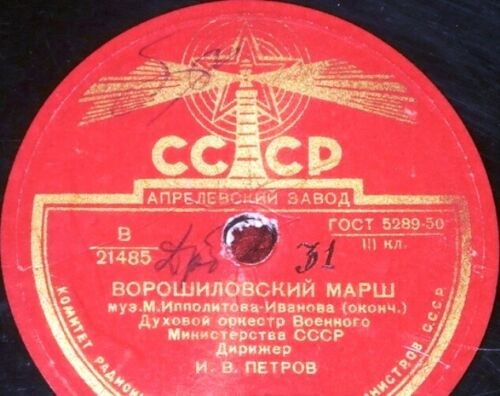 СССР
АПРЕЛЕВСКИЙ ЗАВОД
В
21485
ГОСТ 5289-50
III кл.
31
ВОРОШИЛОВСКИЙ МАРШ
муз. М. Ипполитова-Иванова (оконч.)
Духовой оркестр Военного
Министерства СССР
Дирижер
И. В. ПЕТРОВ
КОМИТЕТ